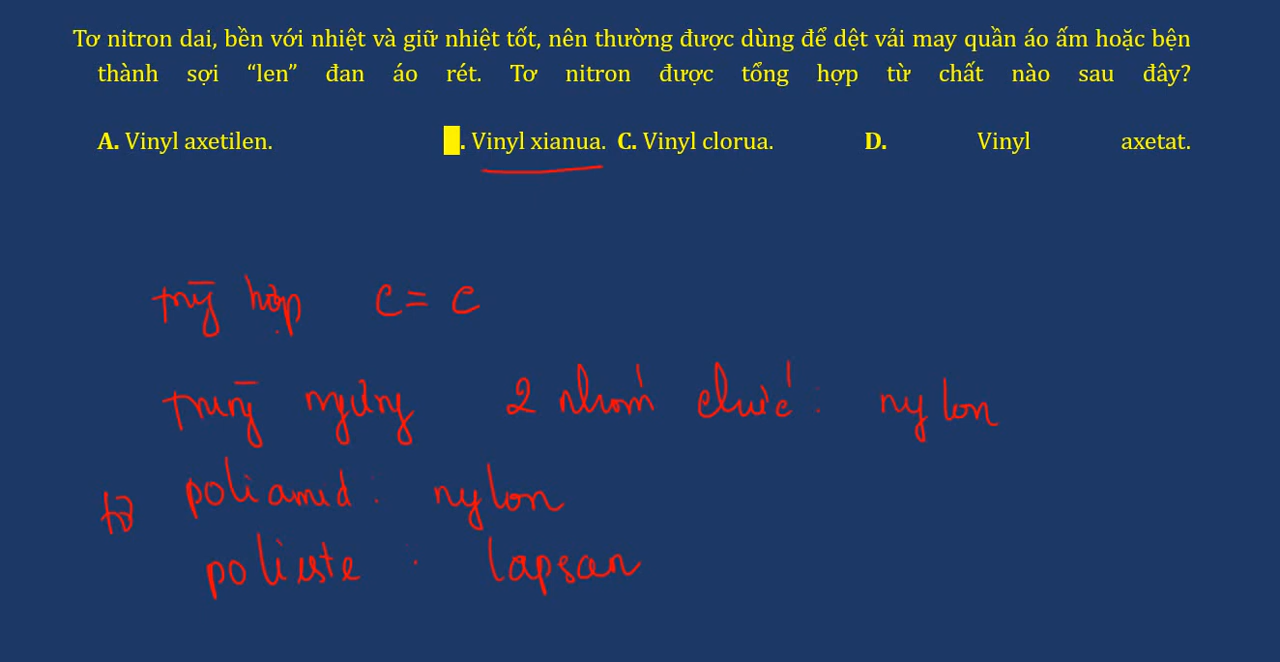 Tơ nitron dai, bền với nhiệt và giữ nhiệt tốt, nên thường được dùng để dệt vải may quần áo ấm hoặc bện
thành sợi “len” đan áo rét. Tơ nitron được tổng hợp từ chất nào sau đây?
A. Vinyl axetilen. . Vinyl xianua. C. Vinyl clorua. D. Vinyl axetat.
trùg hợp C = C
trùng ngưng 2 nhóm chức : nylon
tơ poliamid : nylon
polieste : lapsan